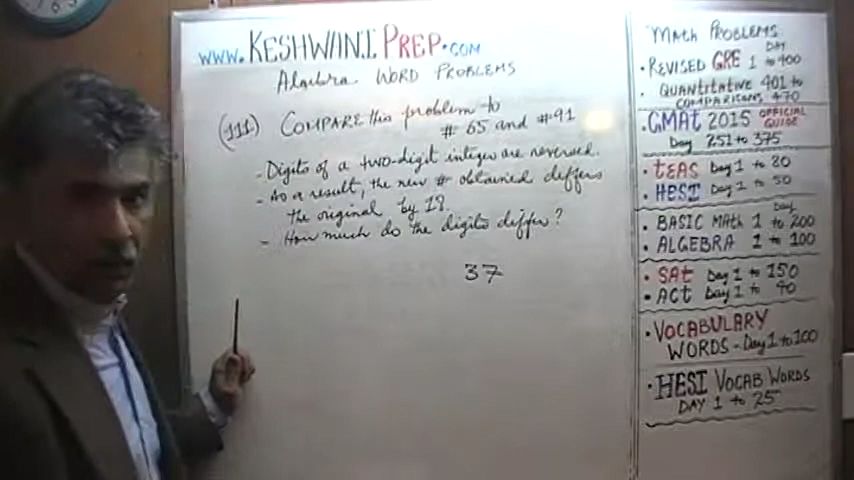 www.KESHWANIPREP.com
Algebra WORD PROBLEMS
(111) COMPARE this problem to
# 65 and #91
- Digits of a two-digit integer are reversed.
- As a result, the new # obtained differs
the original by 18.
- How much do the digits differ?
37
MATH PROBLEMS
DAY
• REVISED GRE 1 to 400
• QUANTITATIVE 401 to
COMPARISONS 470
• GMAT 2015 OFFICIAL GUIDE
Day 251 to 375
• TEAS Day 1 to 20
• HESI Day 1 to 50
Day
• BASIC MATH 1 to 200
• ALGEBRA 1 to 100
• SAT Day 1 to 150
• ACT Day 1 to 90
• VOCABULARY
WORDS - Day 1 to 100
• HESI VOCAB WORDS
DAY 1 to 25